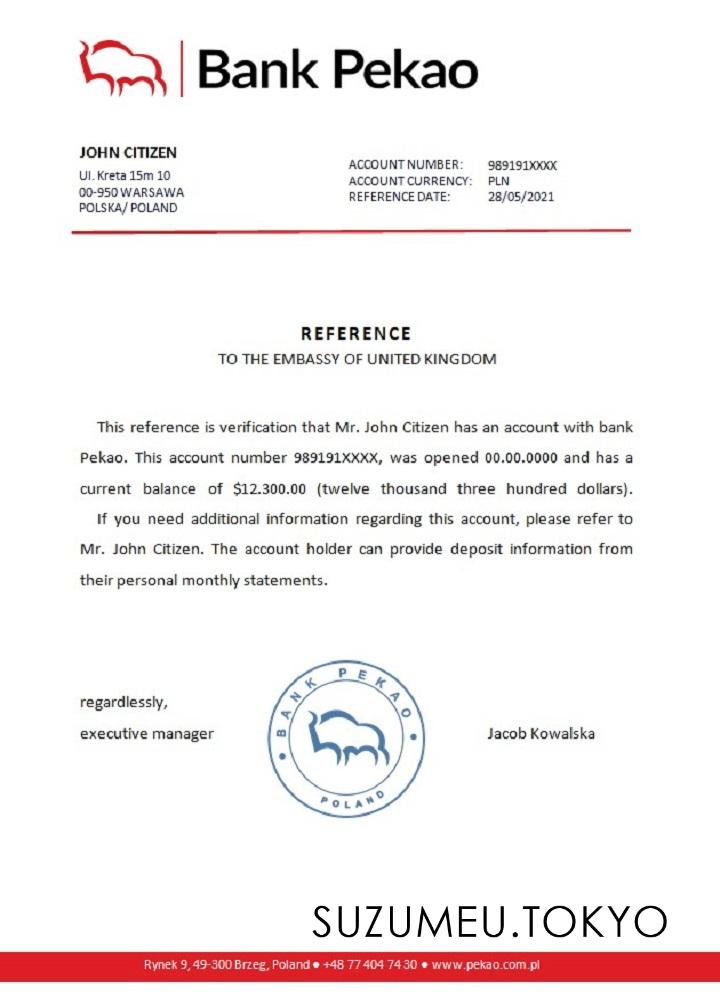 Bank Pekao
JOHN CITIZEN
Ul. Kreta 15m 10
00-950 WARSAWA
POLSKA/ POLAND
ACCOUNT NUMBER: 989191XXXX
ACCOUNT CURRENCY: PLN
REFERENCE DATE: 28/05/2021
REFERENCE
TO THE EMBASSY OF UNITED KINGDOM
This reference is verification that Mr. John Citizen has an account with bank
Pekao. This account number 989191XXXX, was opened 00.00.0000 and has a
current balance of $12.300.00 (twelve thousand three hundred dollars).
If you need additional information regarding this account, please refer to
Mr. John Citizen. The account holder can provide deposit information from
their personal monthly statements.
regardlessly,
executive manager
BANK PEKAO
POLAND
Jacob Kowalska
SUZUMEU.TOKYO
Rynek 9, 49-300 Brzeg, Poland ● +48 77 404 74 30 ● www.pekao.com.pl